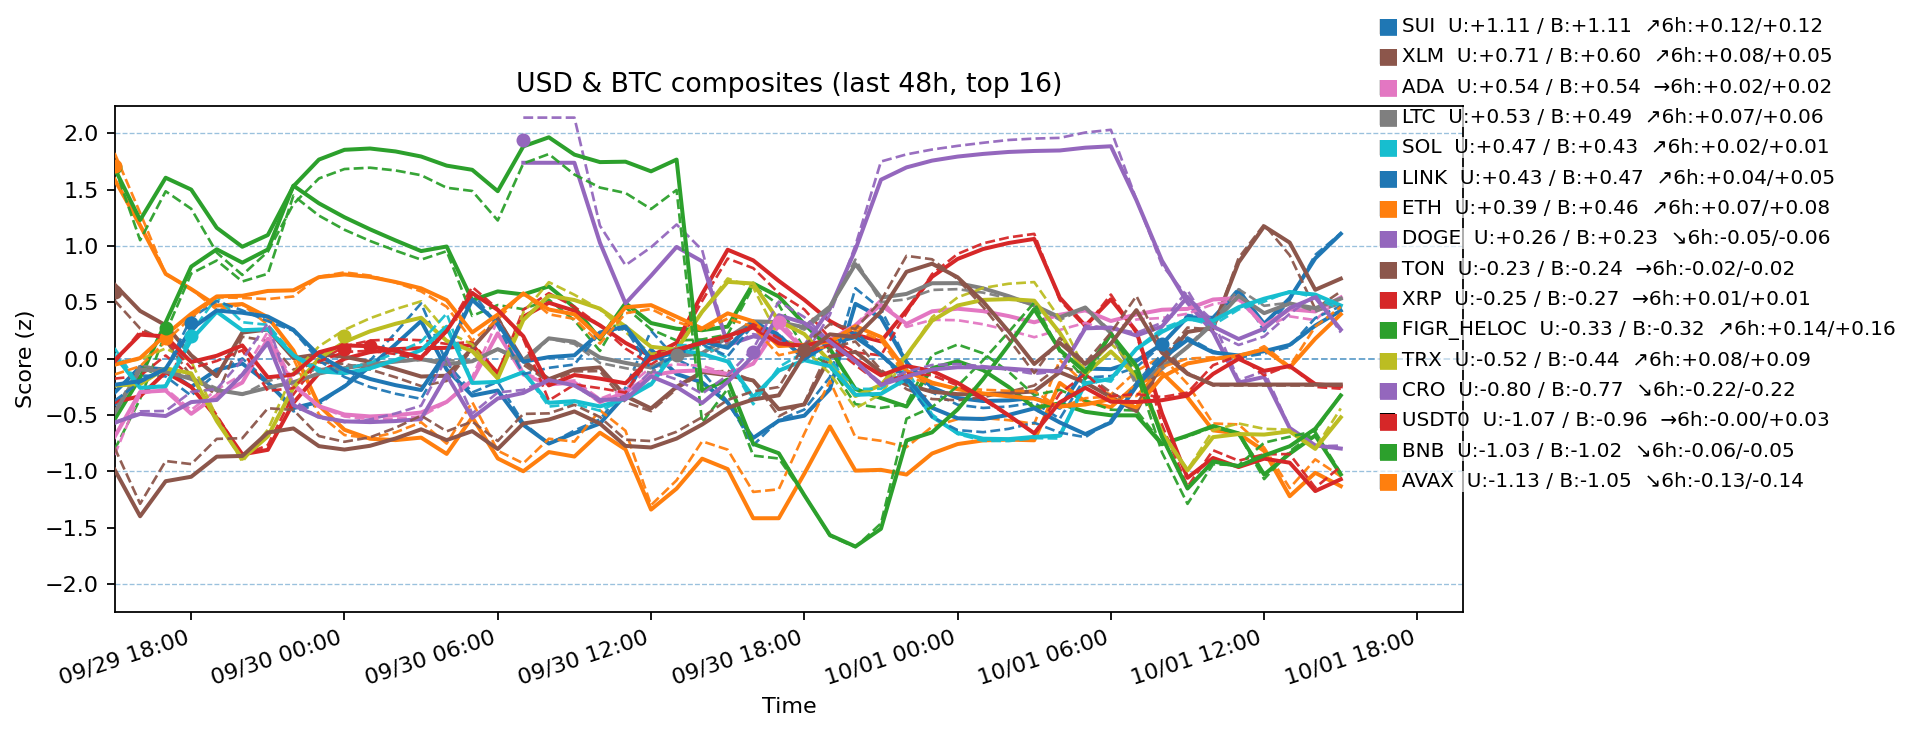 USD & BTC composites (last 48h, top 16)
SUI U:+1.11 / B:+1.11 ↗6h:+0.12/+0.12
XLM U:+0.71 / B:+0.60 ↗6h:+0.08/+0.05
ADA U:+0.54 / B:+0.54 →6h:+0.02/+0.02
LTC U:+0.53 / B:+0.49 ↗6h:+0.07/+0.06
SOL U:+0.47 / B:+0.43 ↗6h:+0.02/+0.01
LINK U:+0.43 / B:+0.47 ↗6h:+0.04/+0.05
ETH U:+0.39 / B:+0.46 ↗6h:+0.07/+0.08
DOGE U:+0.26 / B:+0.23 ↘6h:-0.05/-0.06
TON U:-0.23 / B:-0.24 →6h:-0.02/-0.02
XRP U:-0.25 / B:-0.27 →6h:+0.01/+0.01
FIGR_HELOC U:-0.33 / B:-0.32 ↗6h:+0.14/+0.16
TRX U:-0.52 / B:-0.44 ↗6h:+0.08/+0.09
CRO U:-0.80 / B:-0.77 ↘6h:-0.22/-0.22
USDT0 U:-1.07 / B:-0.96 →6h:-0.00/+0.03
BNB U:-1.03 / B:-1.02 ↘6h:-0.06/-0.05
AVAX U:-1.13 / B:-1.05 ↘6h:-0.13/-0.14
Score (z)
2.0
1.5
1.0
0.5
0.0
−0.5
−1.0
−1.5
−2.0
09/29 18:00
09/30 00:00
09/30 06:00
09/30 12:00
09/30 18:00
10/01 00:00
10/01 06:00
10/01 12:00
10/01 18:00
Time